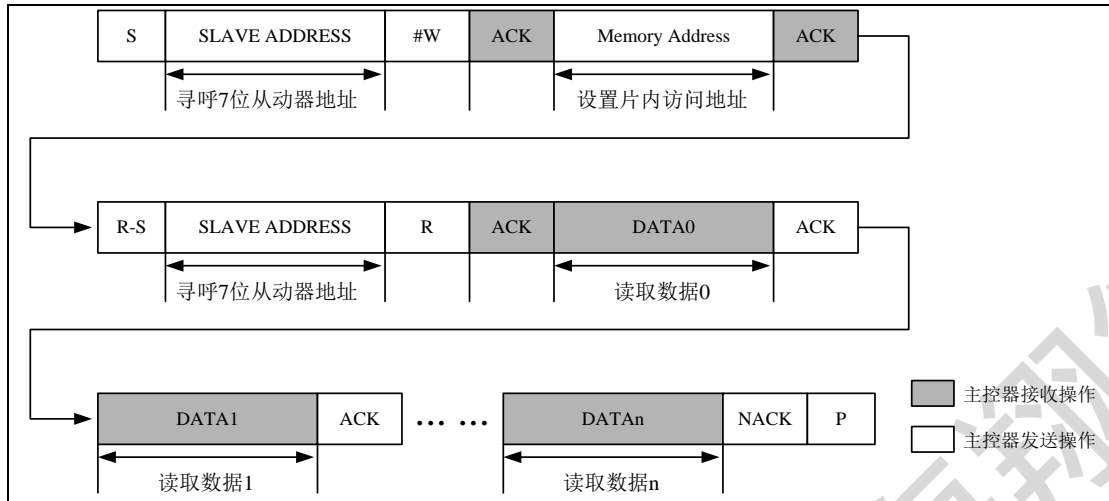 S SLAVE ADDRESS #W ACK Memory Address ACK
寻呼7位从动器地址 设置片内访问地址
R-S SLAVE ADDRESS R ACK DATA0 ACK
寻呼7位从动器地址 读取数据0
DATA1 ACK … … DATAn NACK P
读取数据1 读取数据n
主控器接收操作
主控器发送操作